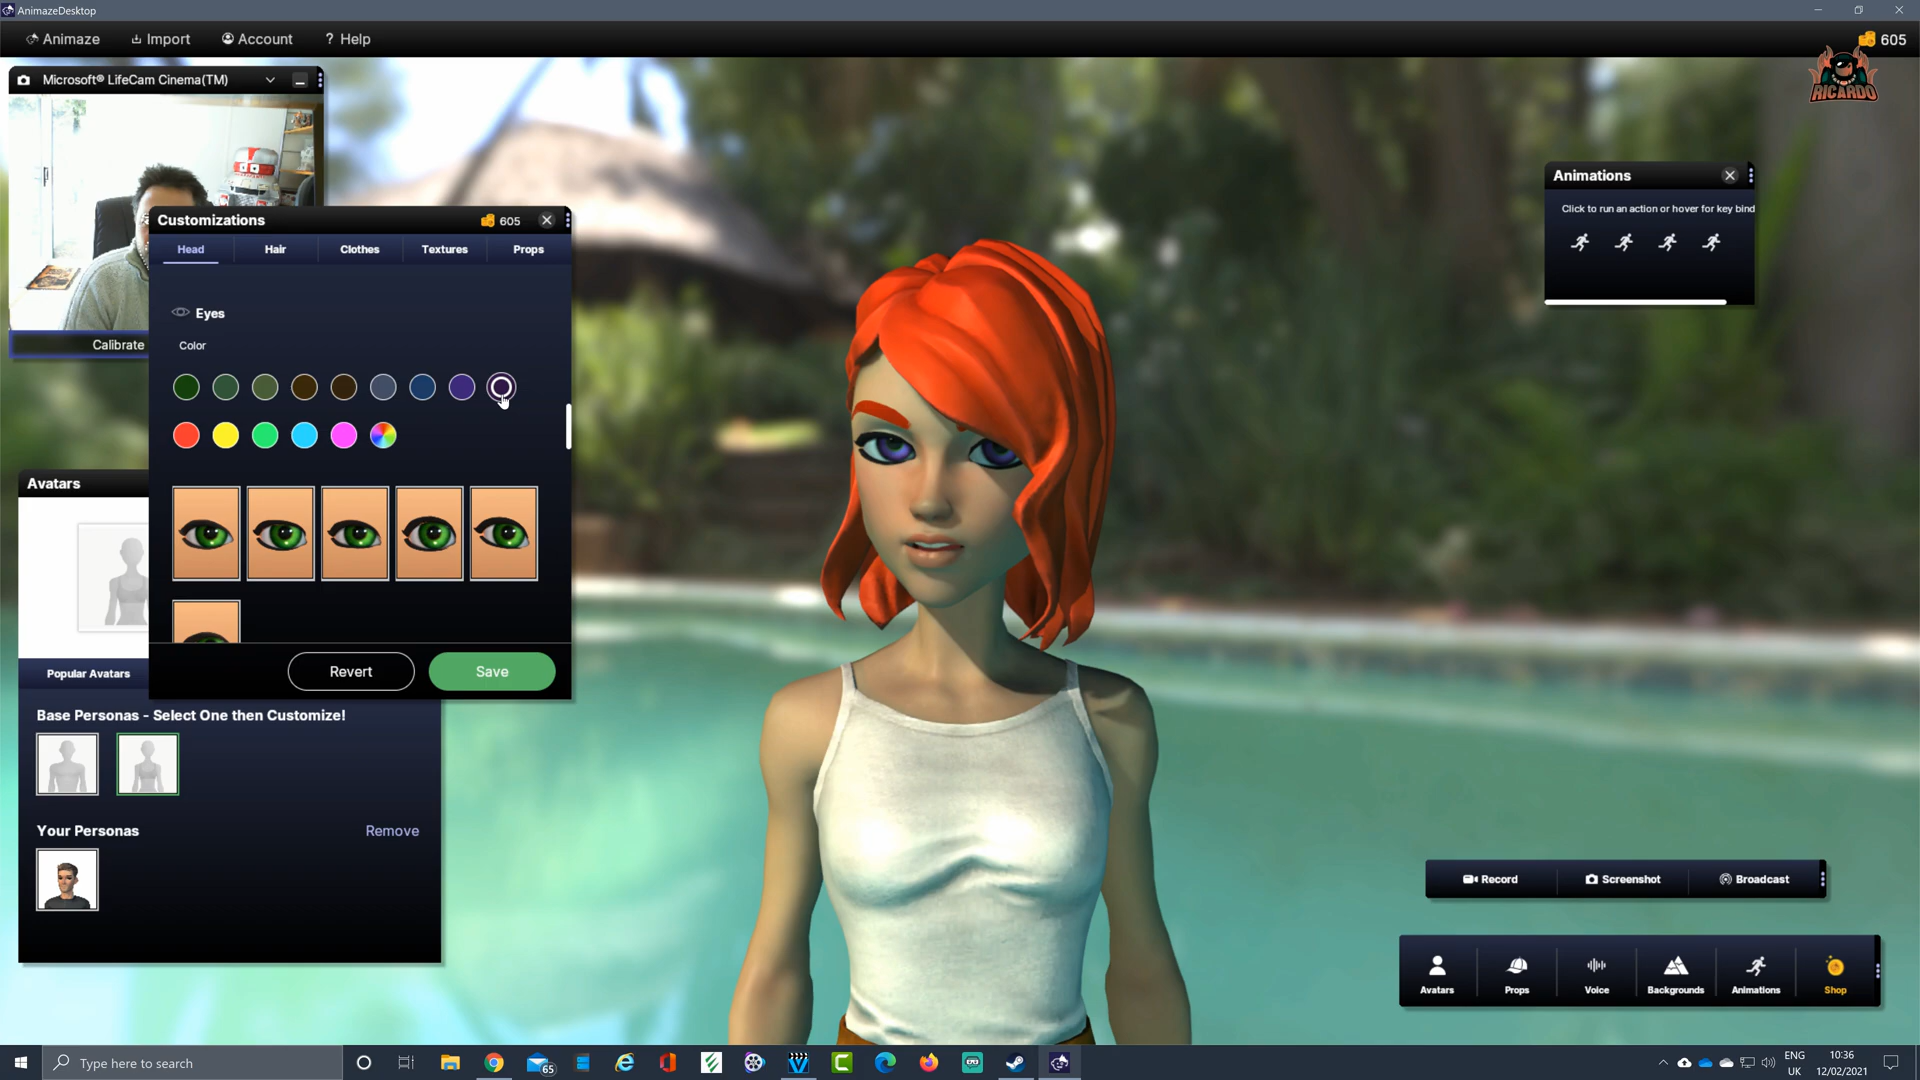 AnimazeDesktop
Animaze
Import
Account
? Help
605
RICARDO
Microsoft® LifeCam Cinema(TM)
Calibrate
Customizations
605
Head
Hair
Clothes
Textures
Props
Eyes
Color
Revert
Save
Avatars
Popular Avatars
Base Personas - Select One then Customize!
Your Personas
Remove
Animations
Click to run an action or hover for key bind
Record
Screenshot
Broadcast
Avatars
Props
Voice
Backgrounds
Animations
Shop
Type here to search
65
ENG
UK
10:36
12/02/2021